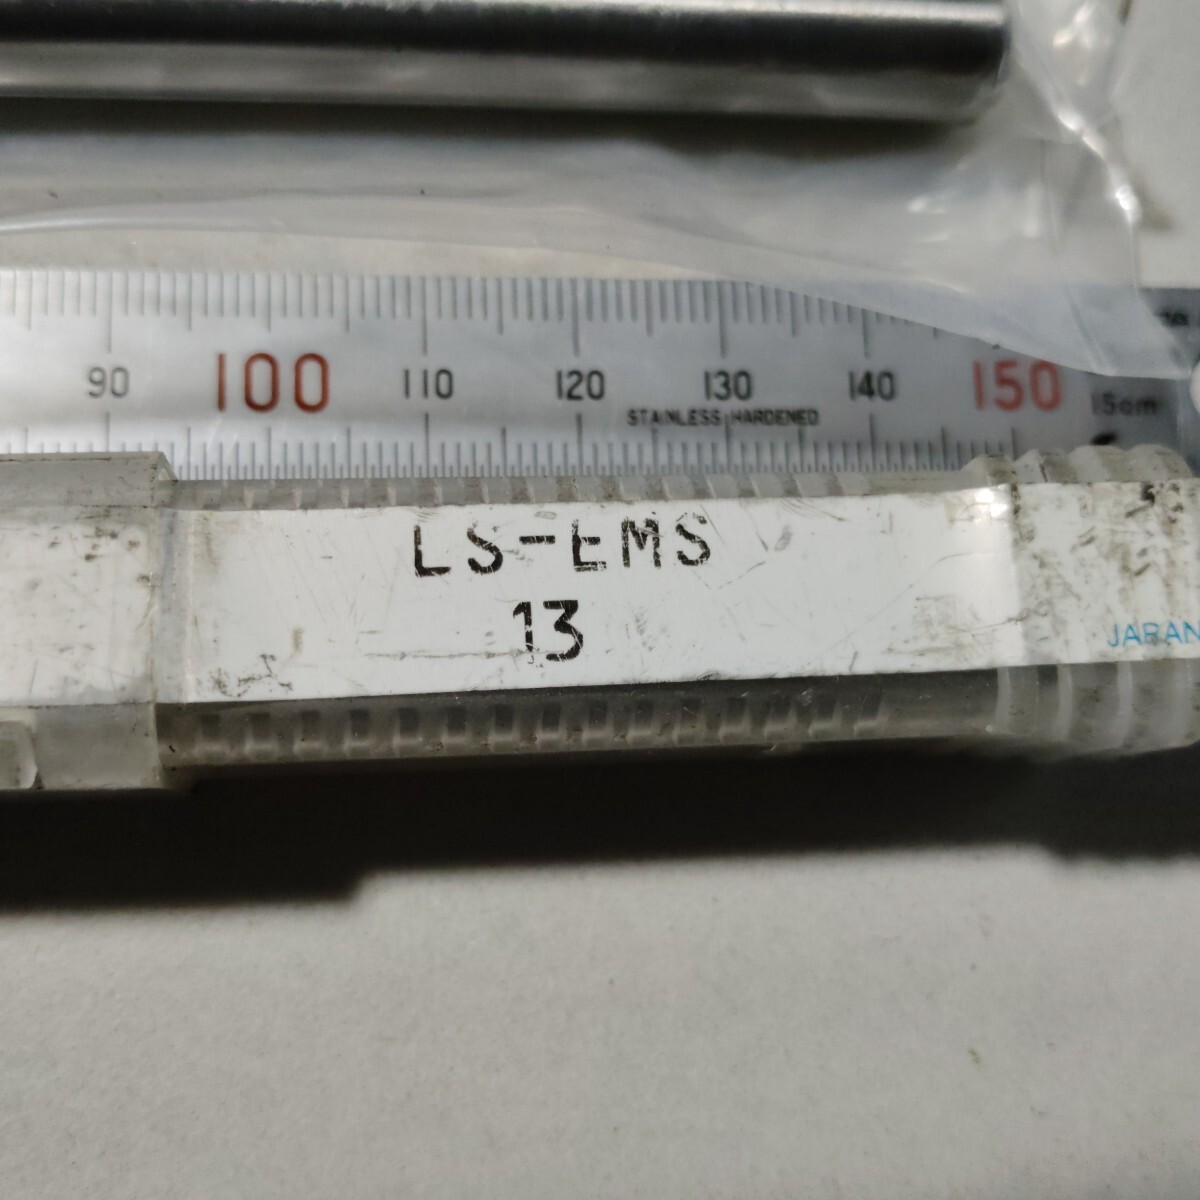 90 100 110 120 130 140 150 15cm
STAINLESS HARDENED
LS-EMS
13
JAPAN